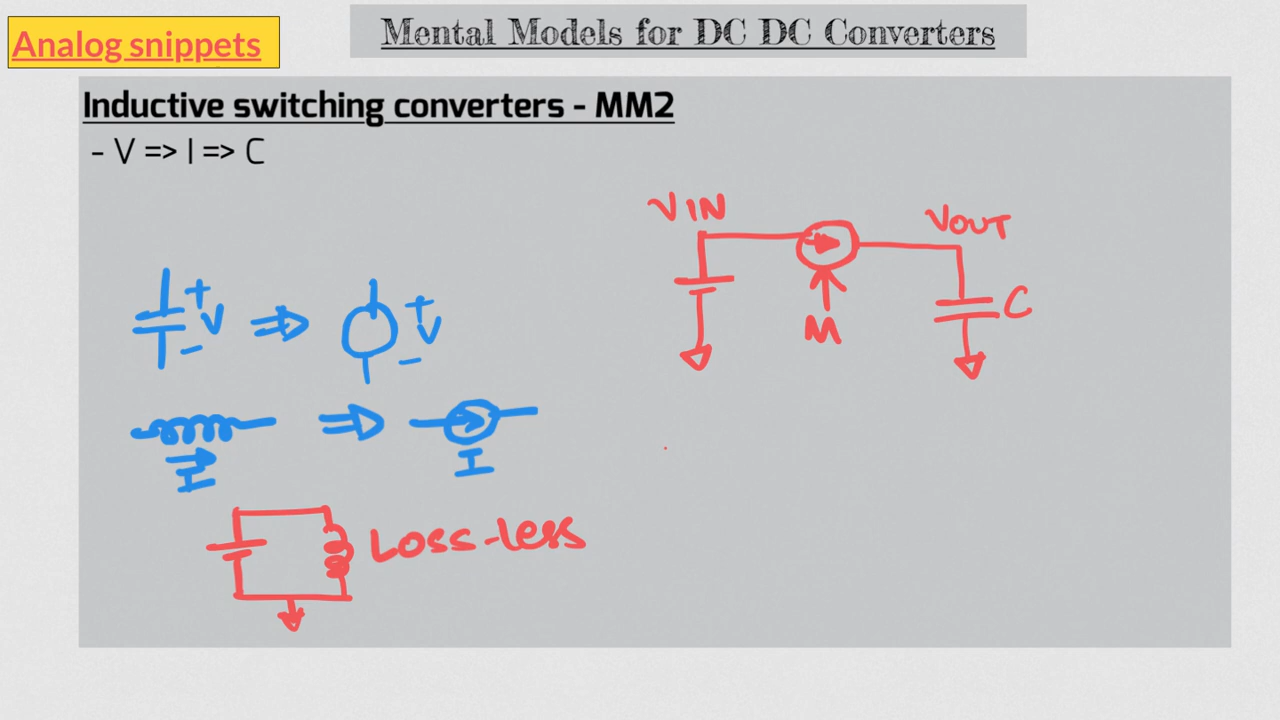 Analog snippets
Mental Models for DC DC Converters
Inductive switching converters - MM2
- V => I => C
VIN
VOUT
+
V
-
+
V
-
M
C
I
I
Loss-less